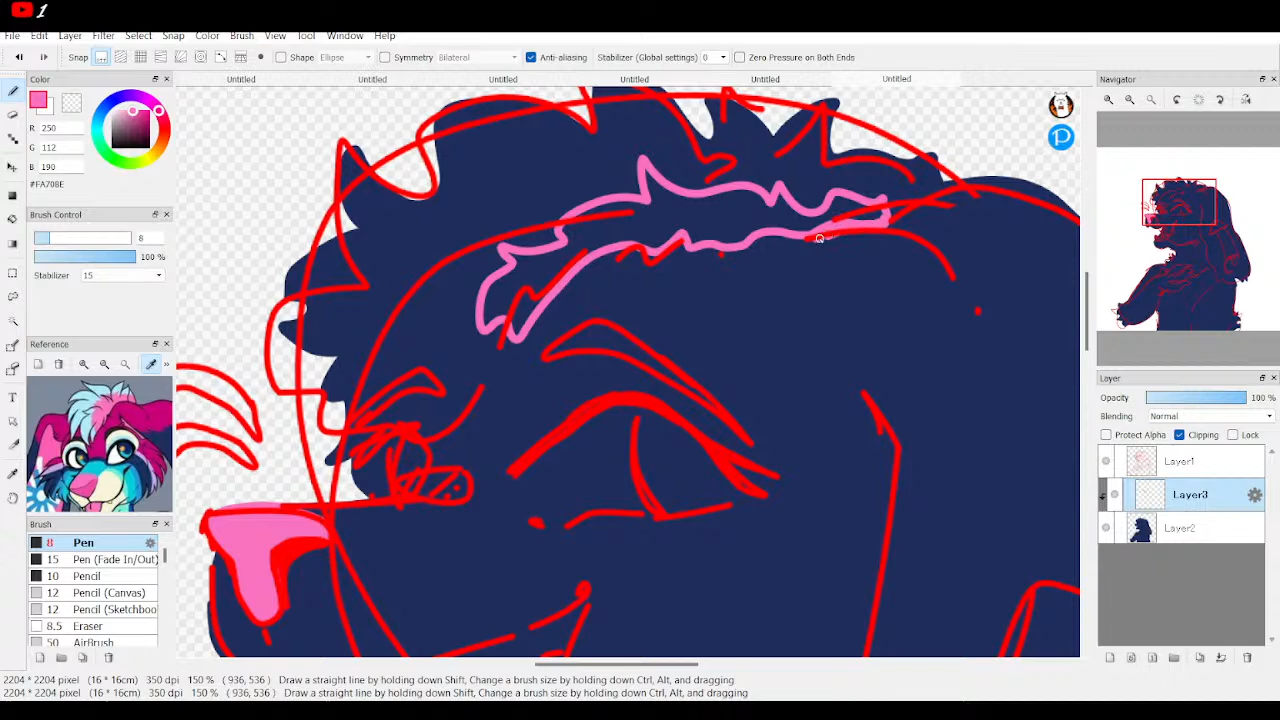 1
File Edit Layer Filter Select Snap Color Brush View Tool Window Help
Snap Shape Ellipse Symmetry Bilateral Anti-aliasing Stabilizer (Global settings) 0 Zero Pressure on Both Ends
Color
Untitled Untitled Untitled Untitled Untitled Untitled
Navigator
R 250
G 112
B 190
#FA70BE
Brush Control
8
100 %
Stabilizer 15
Reference
Brush
8 Pen
15 Pen (Fade In/Out)
10 Pencil
12 Pencil (Canvas)
12 Pencil (Sketchboo
8.5 Eraser
50 AirBrush
Layer
Opacity 100 %
Blending Normal
Protect Alpha Clipping Lock
Layer1
Layer3
Layer2
2204 * 2204 pixel (16 * 16cm) 350 dpi 150 % ( 936, 536 ) Draw a straight line by holding down Shift, Change a brush size by holding down Ctrl, Alt, and dragging
2204 * 2204 pixel (16 * 16cm) 350 dpi 150 % ( 936, 536 ) Draw a straight line by holding down Shift, Change a brush size by holding down Ctrl, Alt, and dragging